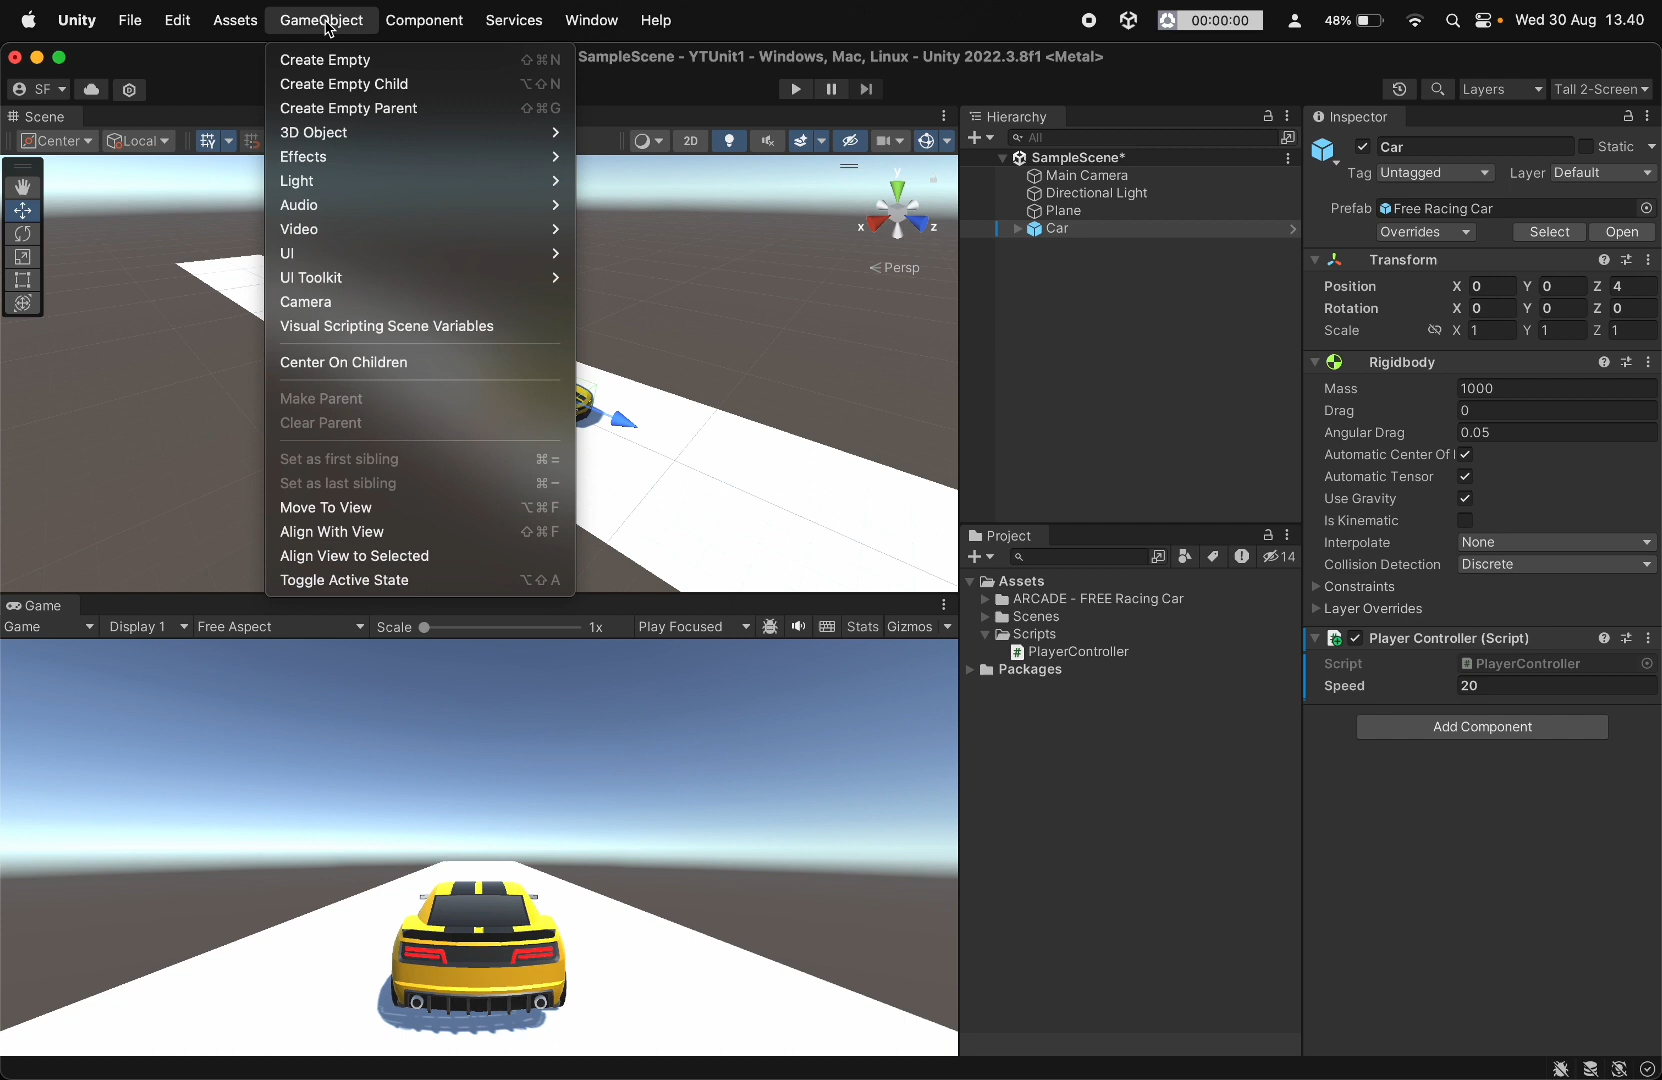 Unity File Edit Assets GameObject Component Services Window Help 00:00:00 48% Wed 30 Aug 13.40
SampleScene - YTUnit1 - Windows, Mac, Linux - Unity 2022.3.8f1 <Metal>
SF
Layers Tall 2-Screen
Scene
Center Local 2D
y
x z
Persp
Create Empty ⇧⌘N
Create Empty Child ⌥⇧N
Create Empty Parent ⇧⌘G
3D Object
Effects
Light
Audio
Video
UI
UI Toolkit
Camera
Visual Scripting Scene Variables
Center On Children
Make Parent
Clear Parent
Set as first sibling ⌘=
Set as last sibling ⌘-
Move To View ⌥⌘F
Align With View ⇧⌘F
Align View to Selected
Toggle Active State ⌥⇧A
Game
Game Display 1 Free Aspect Scale 1x Play Focused Stats Gizmos
Hierarchy
All
SampleScene*
Main Camera
Directional Light
Plane
Car
Project
14
Assets
ARCADE - FREE Racing Car
Scenes
Scripts
PlayerController
Packages
Inspector
Car Static
Tag Untagged Layer Default
Prefab Free Racing Car
Overrides Select Open
Transform
Position X 0 Y 0 Z 4
Rotation X 0 Y 0 Z 0
Scale X 1 Y 1 Z 1
Rigidbody
Mass 1000
Drag 0
Angular Drag 0.05
Automatic Center Of
Automatic Tensor
Use Gravity
Is Kinematic
Interpolate None
Collision Detection Discrete
Constraints
Layer Overrides
Player Controller (Script)
Script PlayerController
Speed 20
Add Component